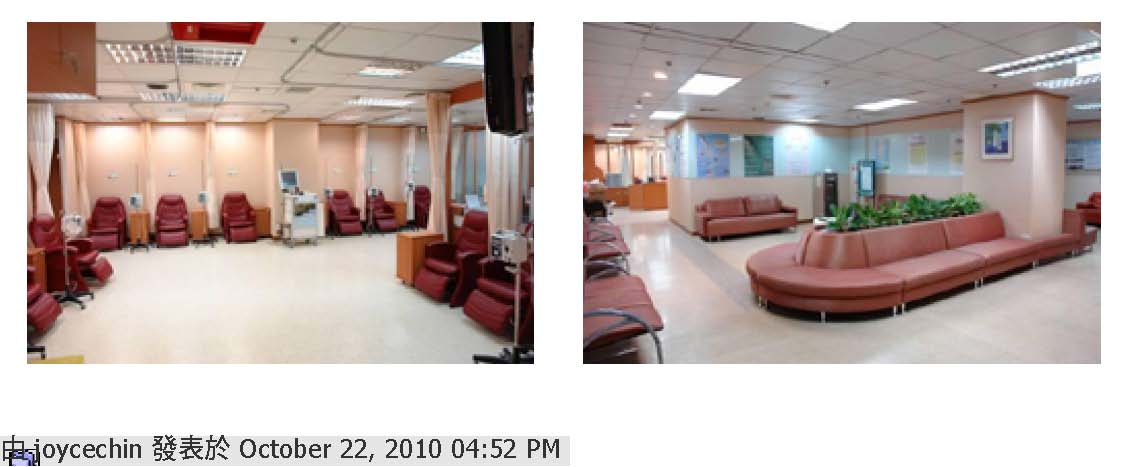 由 joycechin 發表於 October 22, 2010 04:52 PM